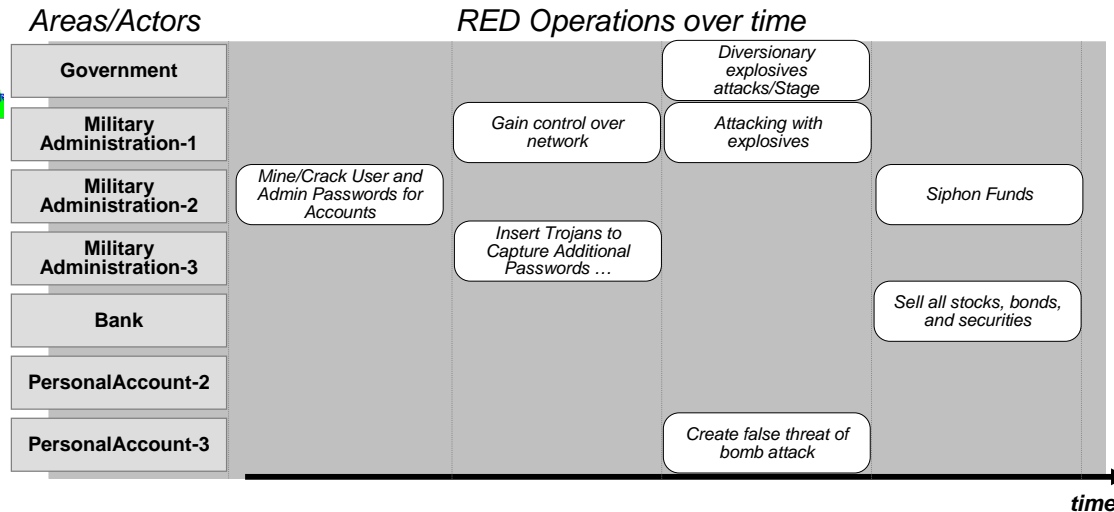 Areas/Actors
RED Operations over time
Government
Diversionary
explosives
attacks/Stage
Military
Administration-1
Gain control over
network
Attacking with
explosives
Military
Administration-2
Mine/Crack User and
Admin Passwords for
Accounts
Siphon Funds
Military
Administration-3
Insert Trojans to
Capture Additional
Passwords …
Bank
Sell all stocks, bonds,
and securities
PersonalAccount-2
PersonalAccount-3
Create false threat of
bomb attack
time